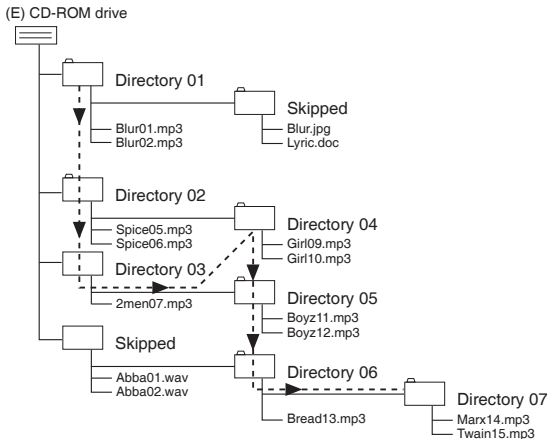 (E) CD-ROM drive
Directory 01
Skipped
Blur01.mp3
Blur02.mp3
Blur.jpg
Lyric.doc
Directory 02
Spice05.mp3
Spice06.mp3
Directory 04
Girl09.mp3
Girl10.mp3
Directory 03
2men07.mp3
Directory 05
Boyz11.mp3
Boyz12.mp3
Skipped
Abba01.wav
Abba02.wav
Directory 06
Bread13.mp3
Directory 07
Marx14.mp3
Twain15.mp3